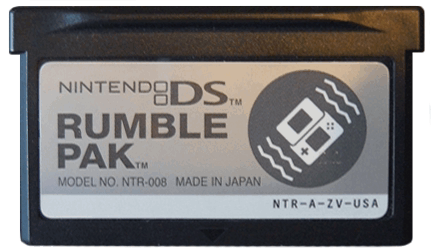 NINTENDO DS™
RUMBLE
PAK™
MODEL NO. NTR-008 MADE IN JAPAN
NTR-A-ZV-USA